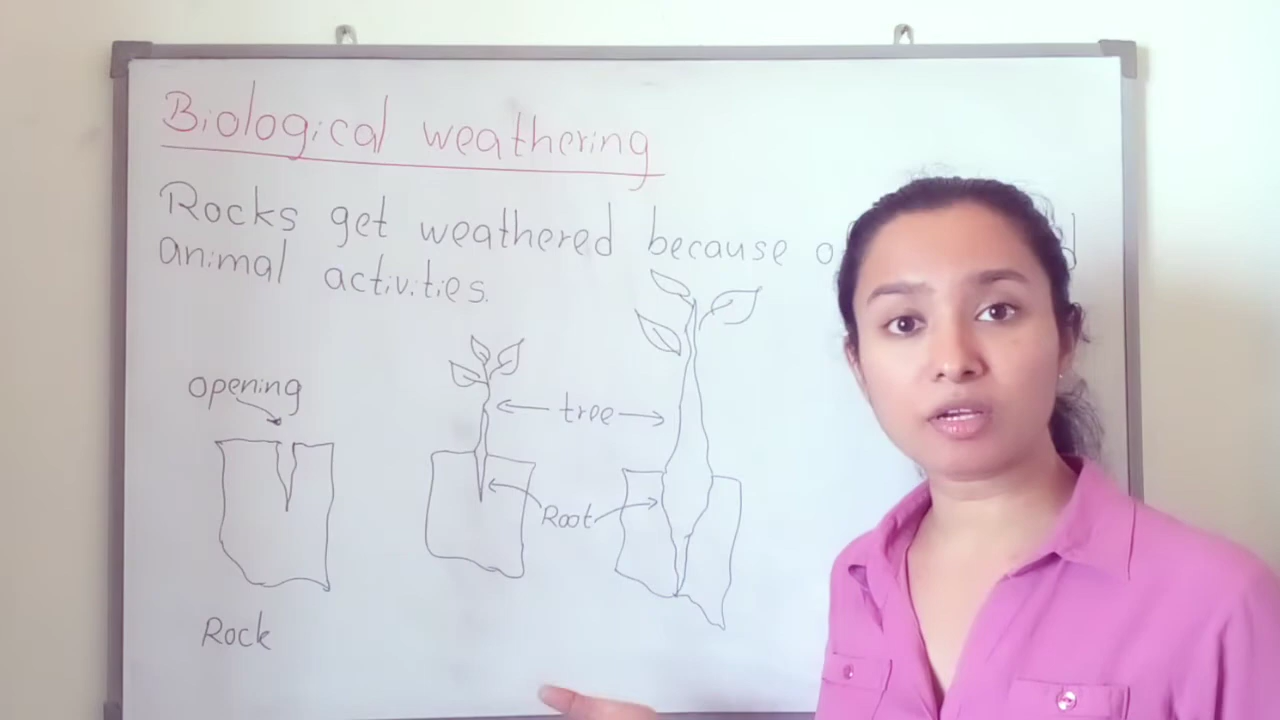 Biological weathering
Rocks get weathered because
animal activities.
opening
tree
Root
Rock